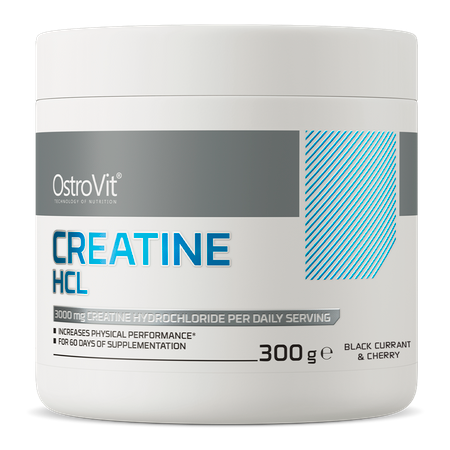 OstroVit®
TECHNOLOGY OF NUTRITION
CREATINE
HCL
3000 mg CREATINE HYDROCHLORIDE PER DAILY SERVING
▪ INCREASES PHYSICAL PERFORMANCE*
▪ FOR 60 DAYS OF SUPPLEMENTATION
300 g ℮
BLACK CURRANT
& CHERRY